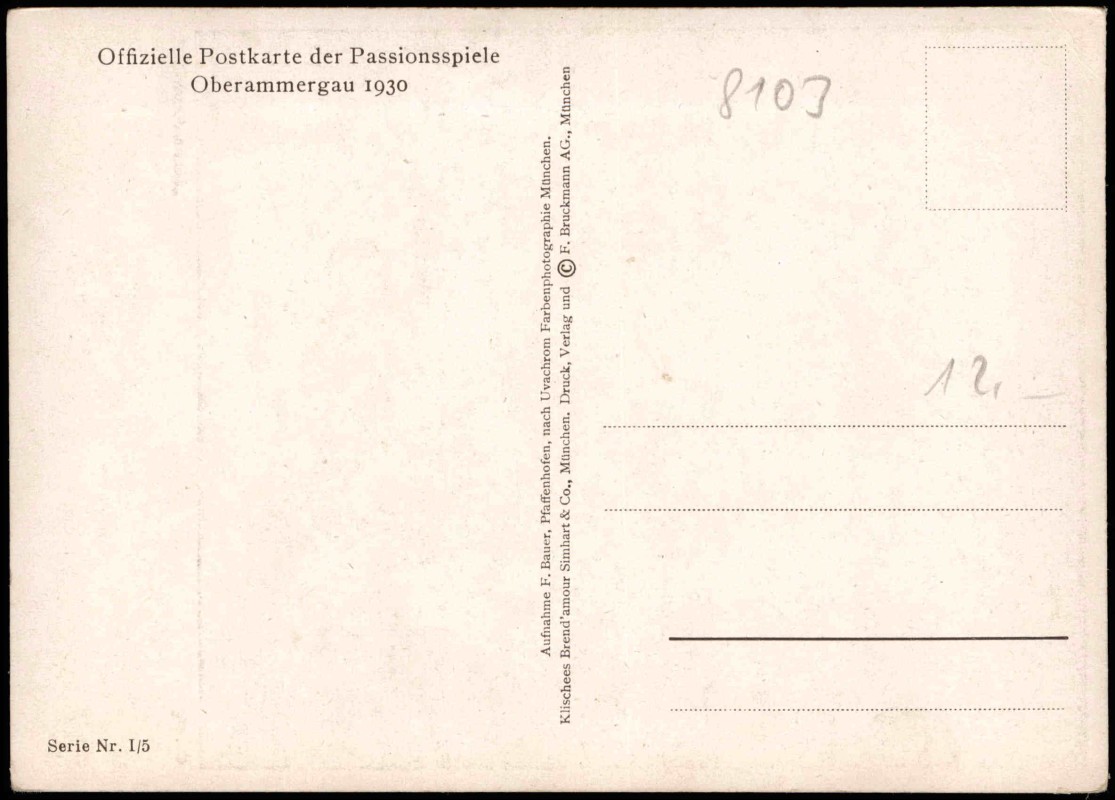 Offizielle Postkarte der Passionsspiele
Oberammergau 1930
Aufnahme F. Bauer, Pfaffenhofen, nach Uvachrom Farbenphotographie München.
Klischees Brend'amour Simhart & Co., München. Druck, Verlag und © F. Bruckmann AG., München
8103
12,—
Serie Nr. I/5